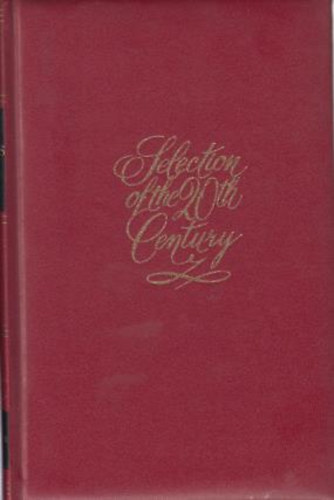 Selection
of the 20th
Century